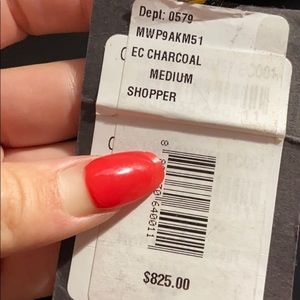 Dept: 0579
MWP9AKM51
EC CHARCOAL
MEDIUM
SHOPPER
$825.00